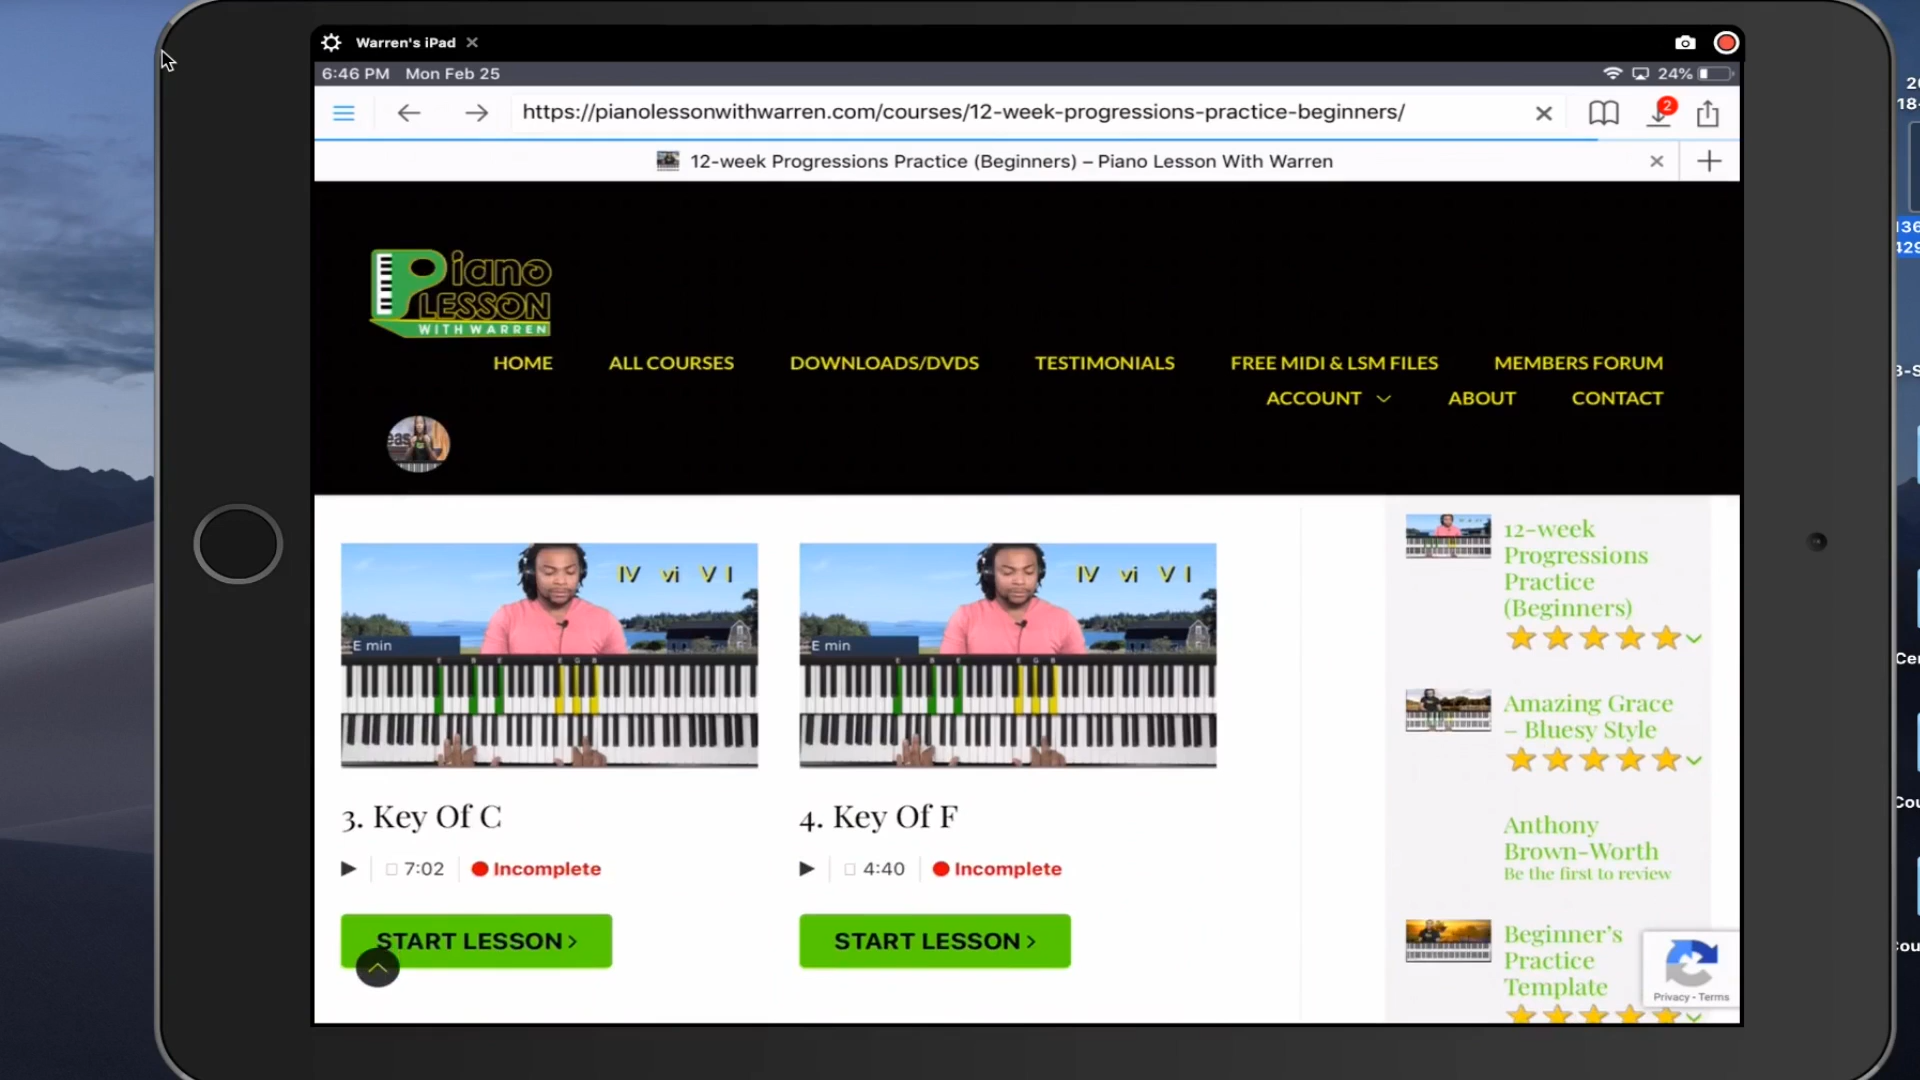 Warren's iPad
6:46 PM Mon Feb 25
24%
https://pianolessonwithwarren.com/courses/12-week-progressions-practice-beginners/
2
12-week Progressions Practice (Beginners) – Piano Lesson With Warren
Piano
LESSON
WITH WARREN
HOME ALL COURSES DOWNLOADS/DVDS TESTIMONIALS FREE MIDI & LSM FILES MEMBERS FORUM
ACCOUNT ABOUT CONTACT
IV vi V I
E min
IV vi V I
E min
3. Key Of C
7:02 Incomplete
START LESSON >
4. Key Of F
4:40 Incomplete
START LESSON >
12-week
Progressions
Practice
(Beginners)
Amazing Grace
– Bluesy Style
Anthony
Brown-Worth
Be the first to review
Beginner's
Practice
Template
Privacy - Terms